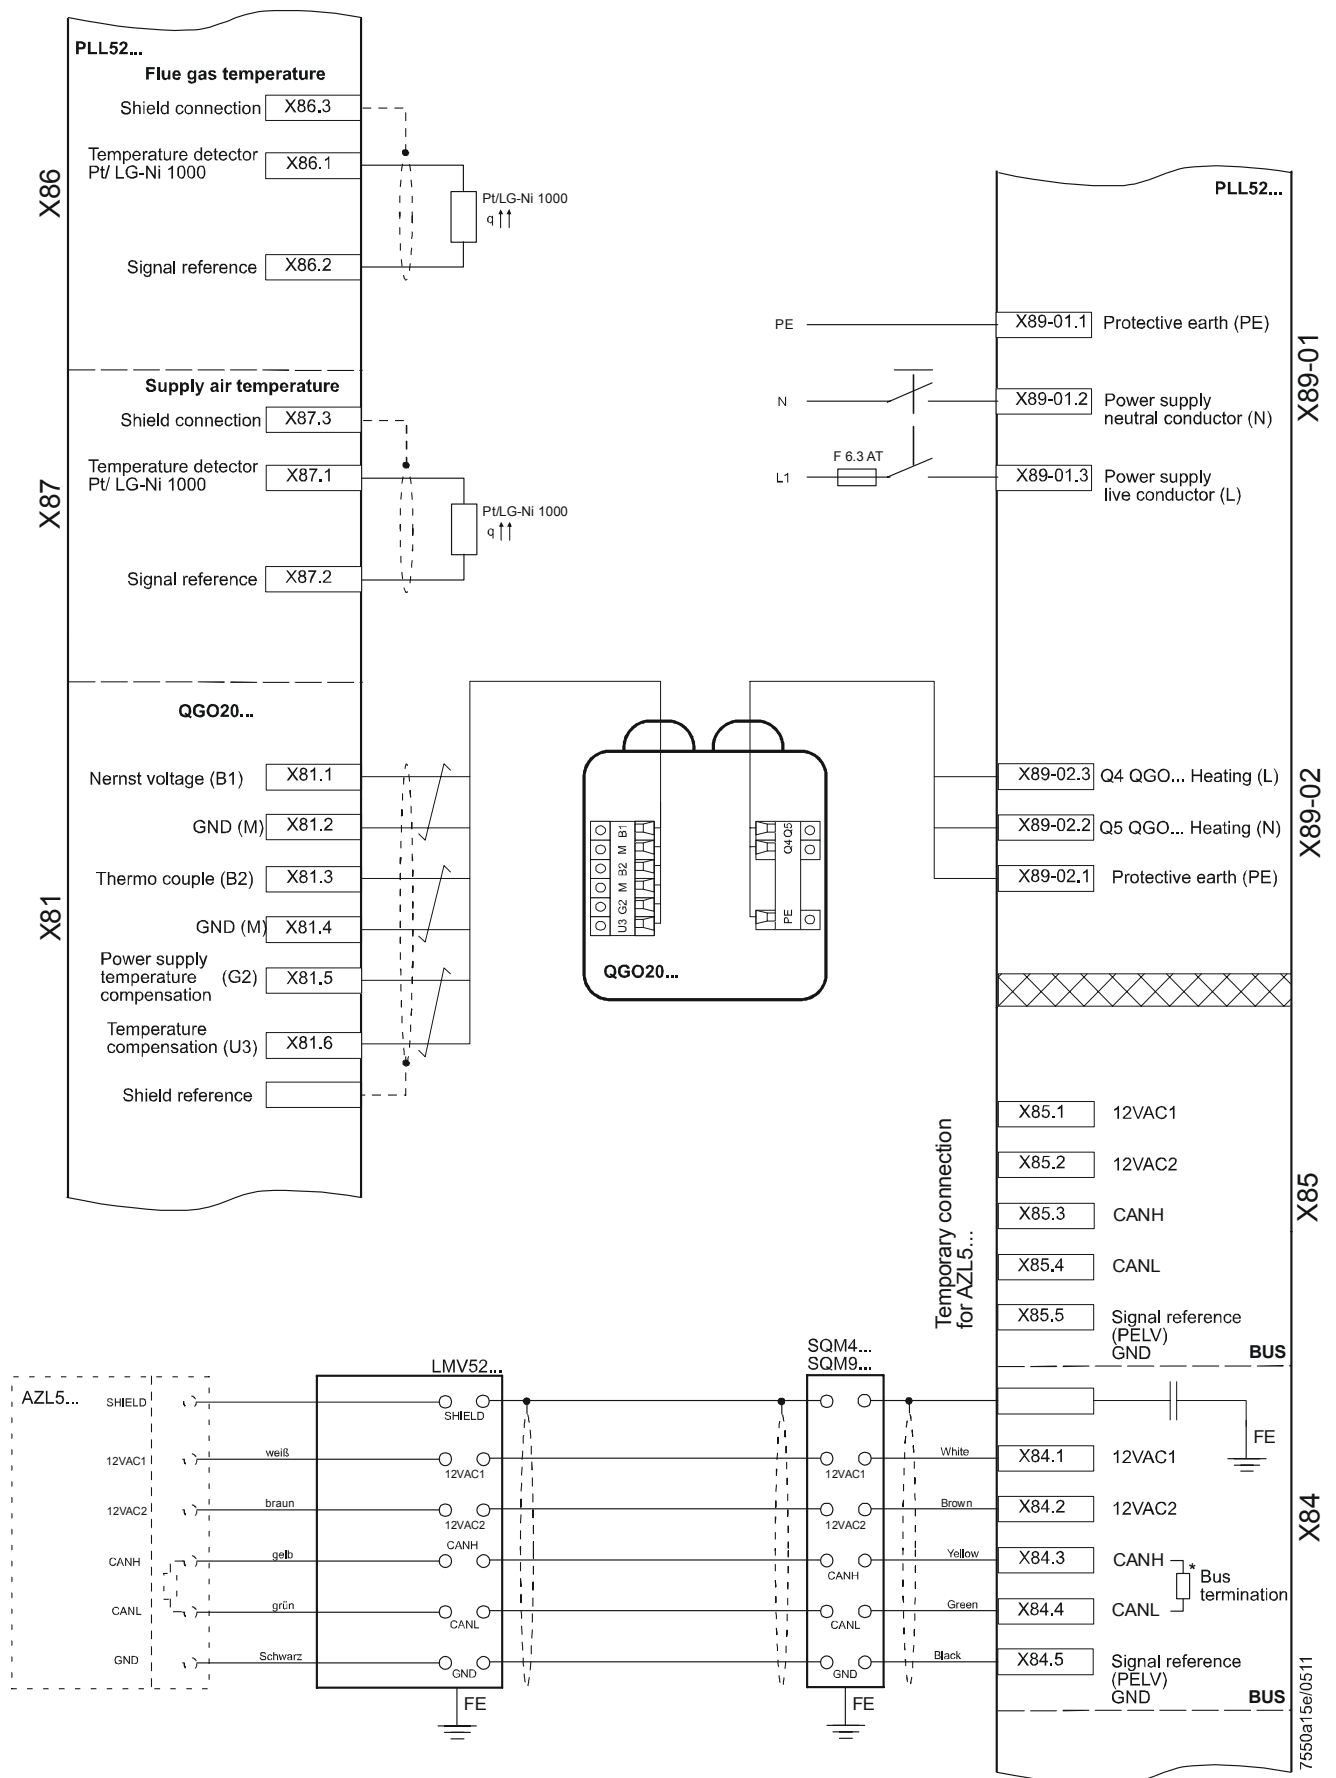 PLL52...
Flue gas temperature
Shield connection X86.3
Temperature detector
Pt/ LG-Ni 1000
X86.1
Pt/LG-Ni 1000
q
Signal reference X86.2
X86
Supply air temperature
Shield connection X87.3
Temperature detector
Pt/ LG-Ni 1000
X87.1
Pt/LG-Ni 1000
q
Signal reference X87.2
X87
QGO20...
Nernst voltage (B1) X81.1
GND (M) X81.2
Thermo couple (B2) X81.3
GND (M) X81.4
Power supply
temperature (G2)
compensation
X81.5
Temperature
compensation (U3)
X81.6
Shield reference
X81
B1
M
B2
M
G2
U3
Q5
Q4
PE
QGO20...
PLL52...
PE X89-01.1 Protective earth (PE)
N X89-01.2 Power supply
neutral conductor (N)
F 6.3 AT
L1 X89-01.3 Power supply
live conductor (L)
X89-01
X89-02.3 Q4 QGO... Heating (L)
X89-02.2 Q5 QGO... Heating (N)
X89-02.1 Protective earth (PE)
X89-02
Temporary connection
for AZL5...
X85.1 12VAC1
X85.2 12VAC2
X85.3 CANH
X85.4 CANL
X85.5 Signal reference
(PELV)
GND BUS
X85
AZL5...
SHIELD
12VAC1
12VAC2
CANH
CANL
GND
weiß
braun
gelb
grün
Schwarz
LMV52...
SHIELD
12VAC1
12VAC2
CANH
CANL
GND
FE
SQM4...
SQM9...
12VAC1
12VAC2
CANH
CANL
GND
FE
White
Brown
Yellow
Green
Black
FE
X84.1 12VAC1
X84.2 12VAC2
X84.3 CANH
X84.4 CANL
* Bus
termination
X84.5 Signal reference
(PELV)
GND BUS
X84
7550a15e/0511